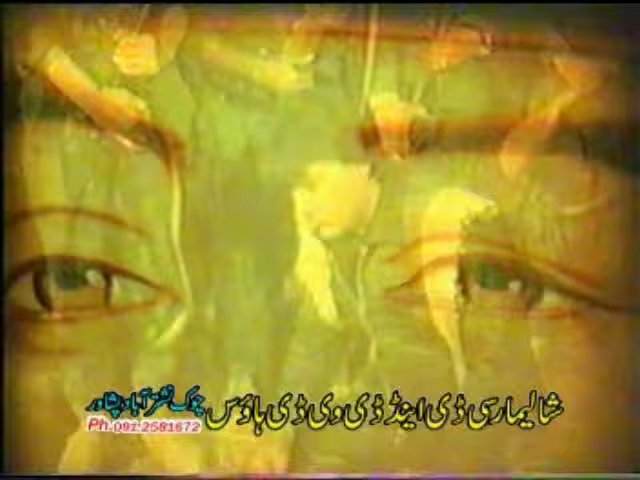 شالیمار سی ڈی اینڈ ڈی وی ڈی ہاؤس
چوک نشتر آباد پشاور
Ph.091.2581672